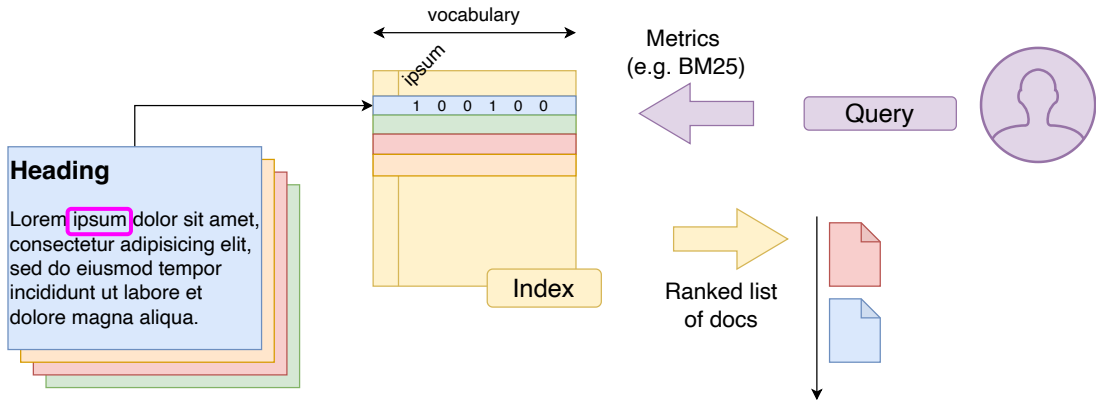 vocabulary
ipsum
1 0 0 1 0 0
Index
Heading
Lorem ipsum dolor sit amet,
consectetur adipisicing elit,
sed do eiusmod tempor
incididunt ut labore et
dolore magna aliqua.
Metrics
(e.g. BM25)
Query
Ranked list
of docs